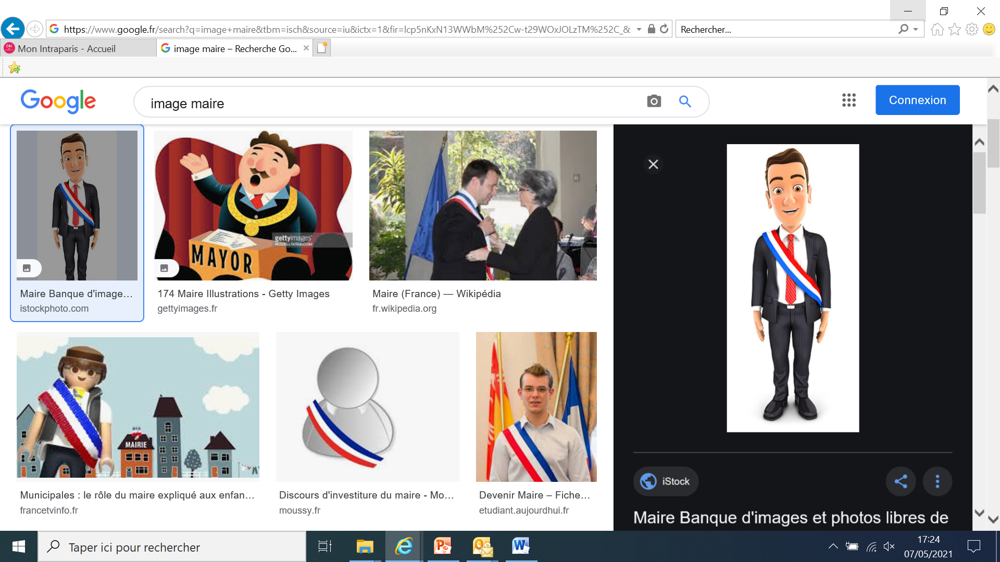 https://www.google.fr/search?q=image+maire&tbm=isch&source=iu&ictx=1&fir=lcp5nKxN13WWbM%252Cw-t29WOxJOLzTM%252C_&
Rechercher...
Mon Intraparis - Accueil
image maire – Recherche Go...
Google
image maire
Connexion
gettyimages
MAYOR
Maire Banque d'image...
istockphoto.com
174 Maire Illustrations - Getty Images
gettyimages.fr
Maire (France) — Wikipédia
fr.wikipedia.org
MAIRIE
Municipales : le rôle du maire expliqué aux enfan...
francetvinfo.fr
Discours d'investiture du maire - Mo...
moussy.fr
Devenir Maire – Fiche...
etudiant.aujourdhui.fr
iStock
Maire Banque d'images et photos libres de
Taper ici pour rechercher
17:24
07/05/2021